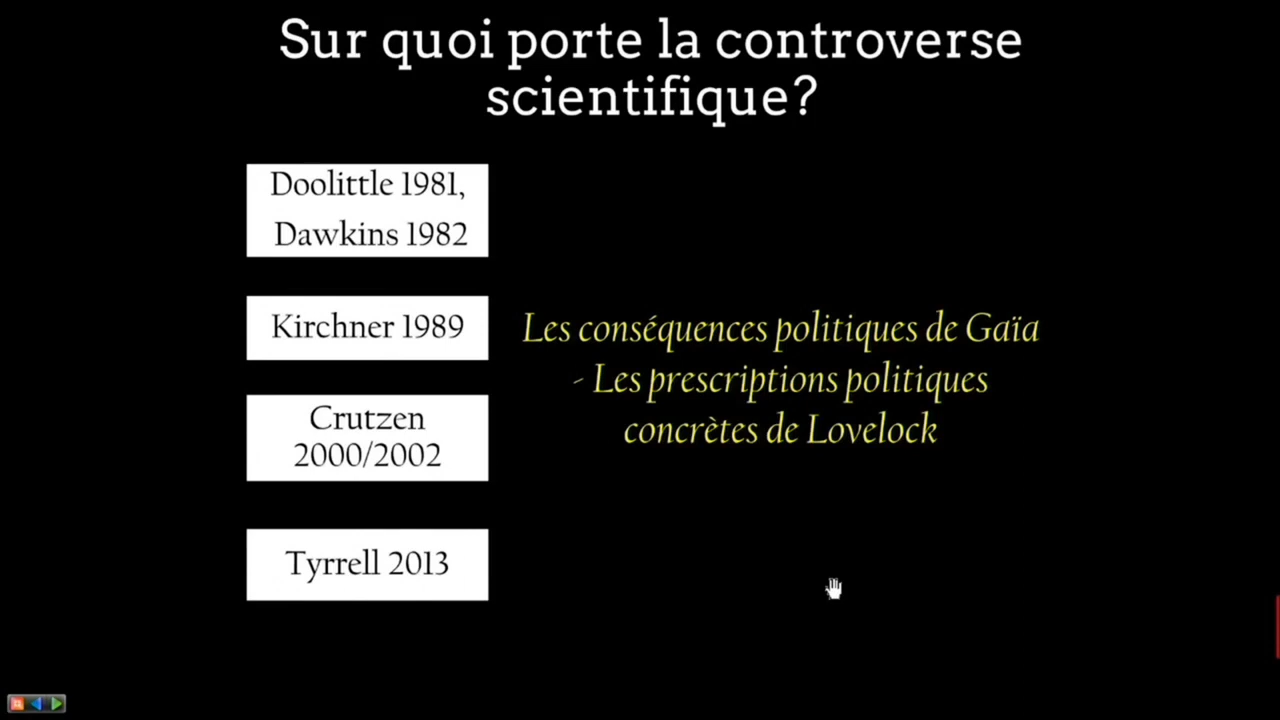 Sur quoi porte la controverse
scientifique?
Doolittle 1981,
Dawkins 1982
Kirchner 1989
Crutzen
2000/2002
Tyrrell 2013
Les conséquences politiques de Gaïa
- Les prescriptions politiques
concrètes de Lovelock